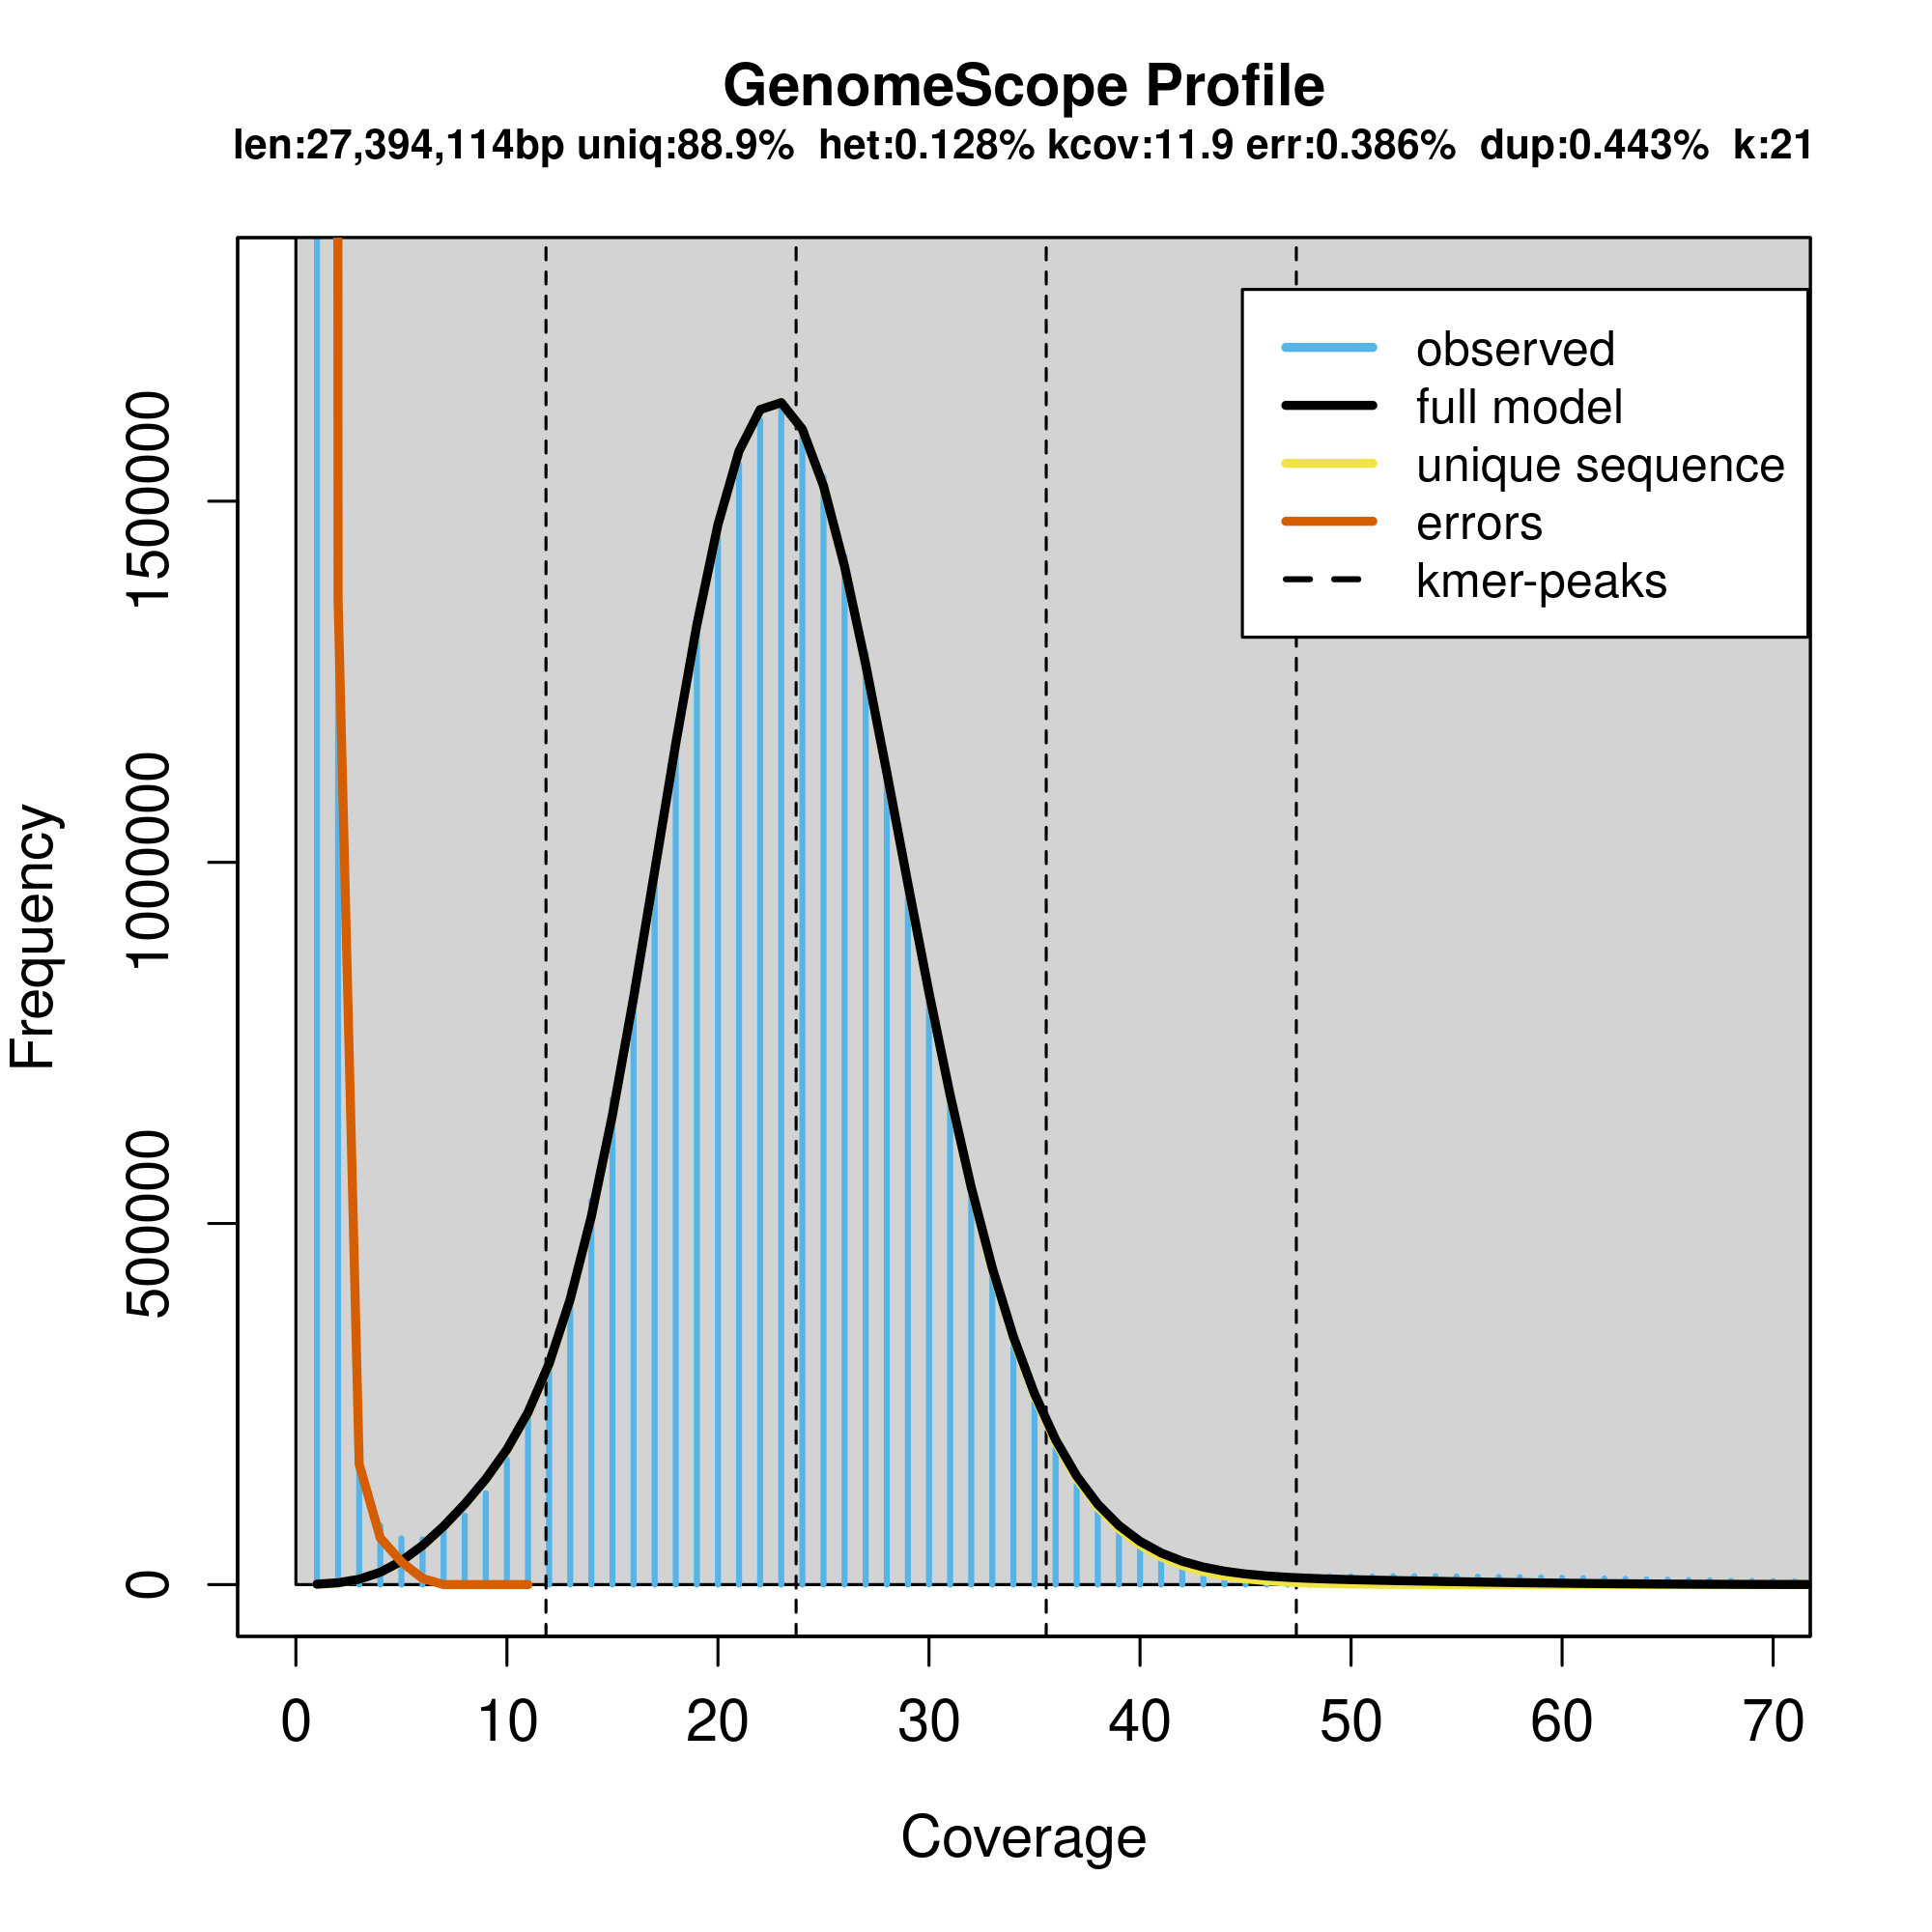 GenomeScope Profile
len:27,394,114bp uniq:88.9% het:0.128% kcov:11.9 err:0.386% dup:0.443% k:21
observed
full model
unique sequence
errors
kmer-peaks
Frequency
1500000
1000000
500000
0
0 10 20 30 40 50 60 70
Coverage